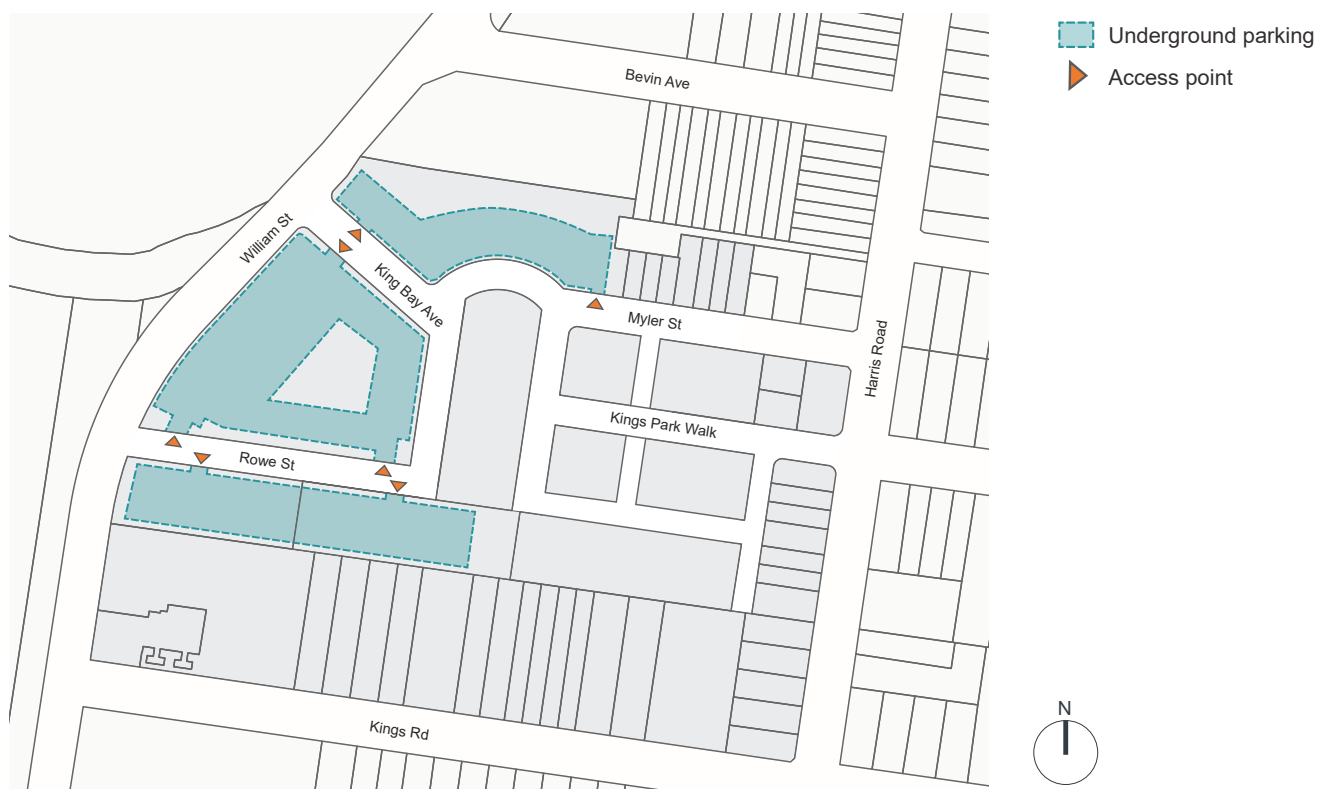 Underground parking
Access point
Bevin Ave
William St
King Bay Ave
Myler St
Harris Road
Kings Park Walk
Rowe St
Kings Rd
N